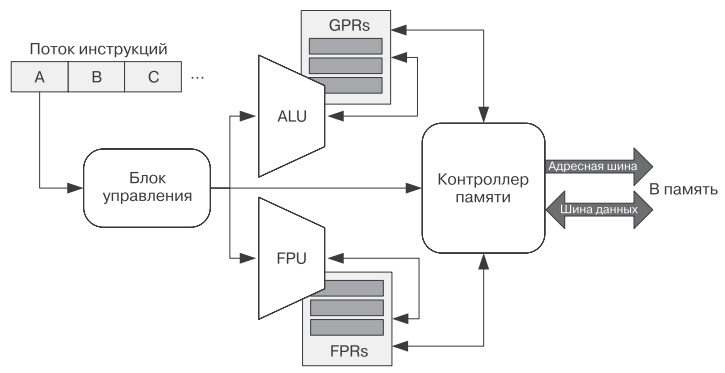 GPRs
Поток инструкций
A B C ...
ALU
Блок
управления
Контроллер
памяти
Адресная шина
В память
Шина данных
FPU
FPRs